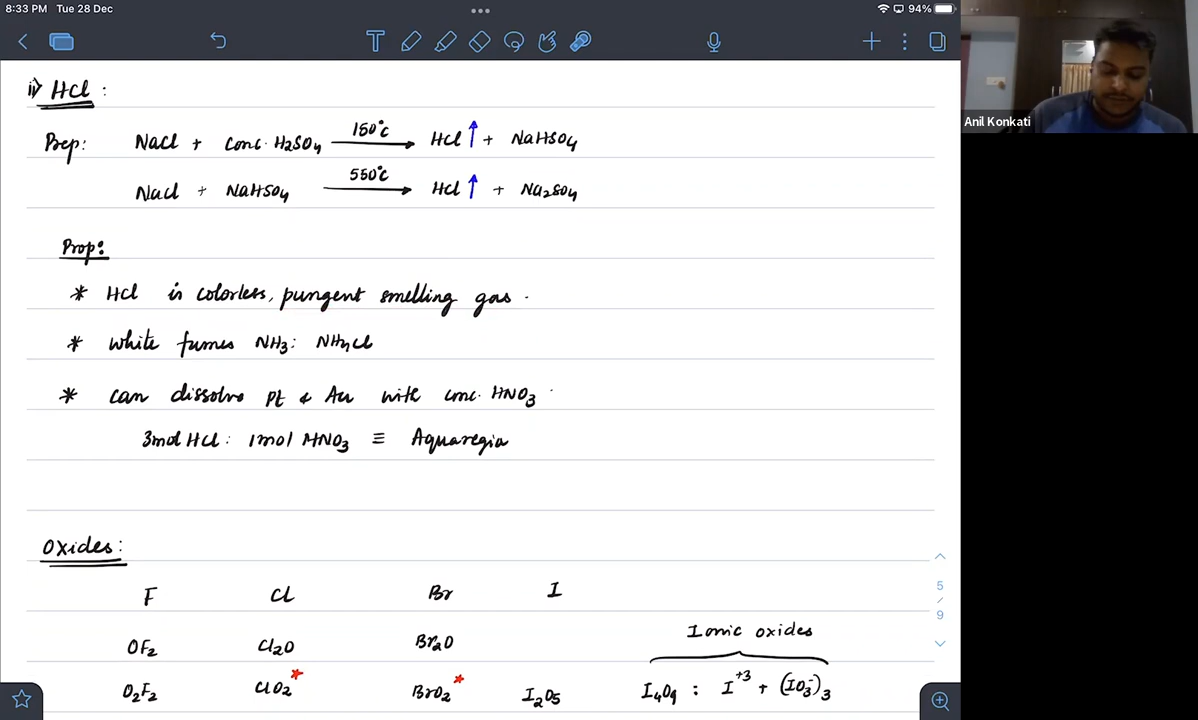 8:33 PM Tue 28 Dec 94%
Anil Konkati
ii) HCl :
Prep: NaCl + conc. H2SO4 150°C HCl ↑ + NaHSO4
NaCl + NaHSO4 550°C HCl ↑ + Na2SO4
Prop:
* HCl is colorless, pungent smelling gas.
* white fumes NH3: NH4Cl
* can dissolve Pt & Au with conc. HNO3.
3mol HCl : 1mol HNO3 ≡ Aquaregia
Oxides:
F Cl Br I
Ionic oxides
OF2 Cl2O Br2O
O2F2 ClO2* BrO2* I2O5 I4O9 : I+3 + (IO3-)3
5
/
9